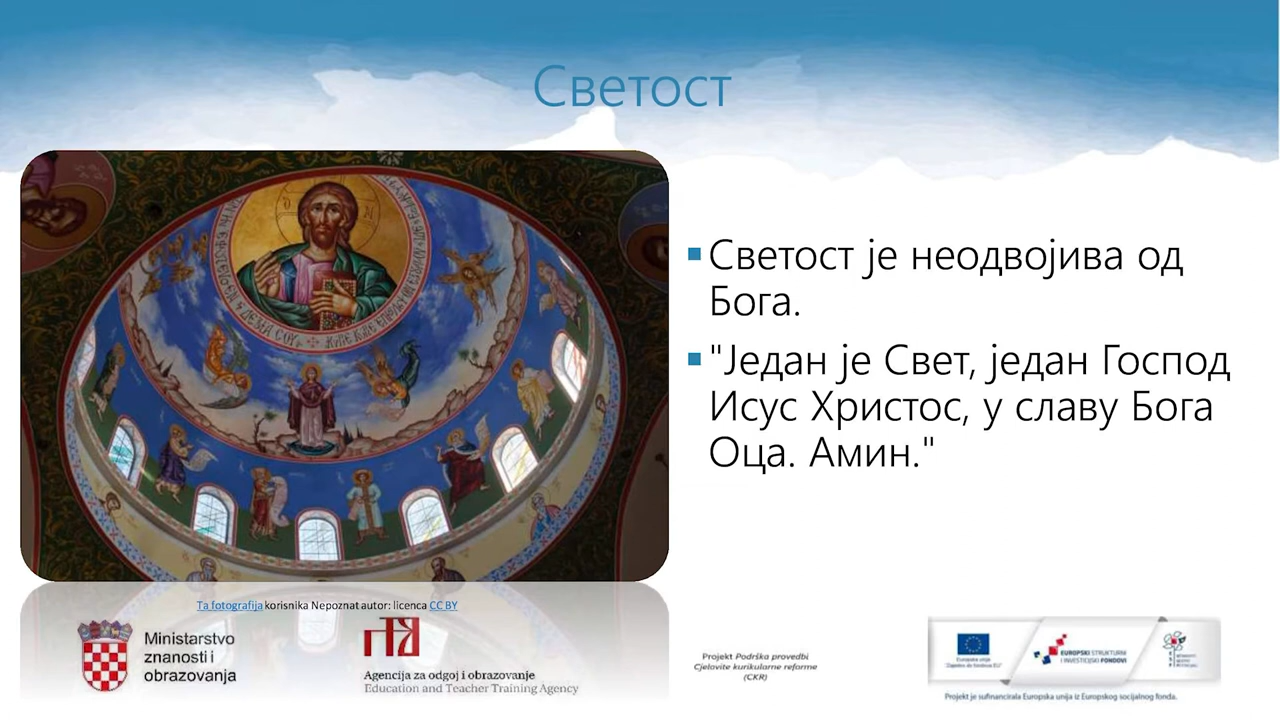 Светост
Светост је неодвојива од
Бога.
"Један је Свет, један Господ
Исус Христос, у славу Бога
Оца. Амин."
Ta fotografija korisnika Nepoznat autor: licenca CC BY
Ministarstvo
znanosti i
obrazovanja
Agencija za odgoj i obrazovanje
Education and Teacher Training Agency
Projekt Podrška provedbi
Cjelovite kurikularne reforme
(CKR)
Europska unija
EUROPSKI STRUKTURNI
I INVESTICIJSKI FONDOVI
Projekt je sufinancirala Europska unija iz Europskog socijalnog fonda.